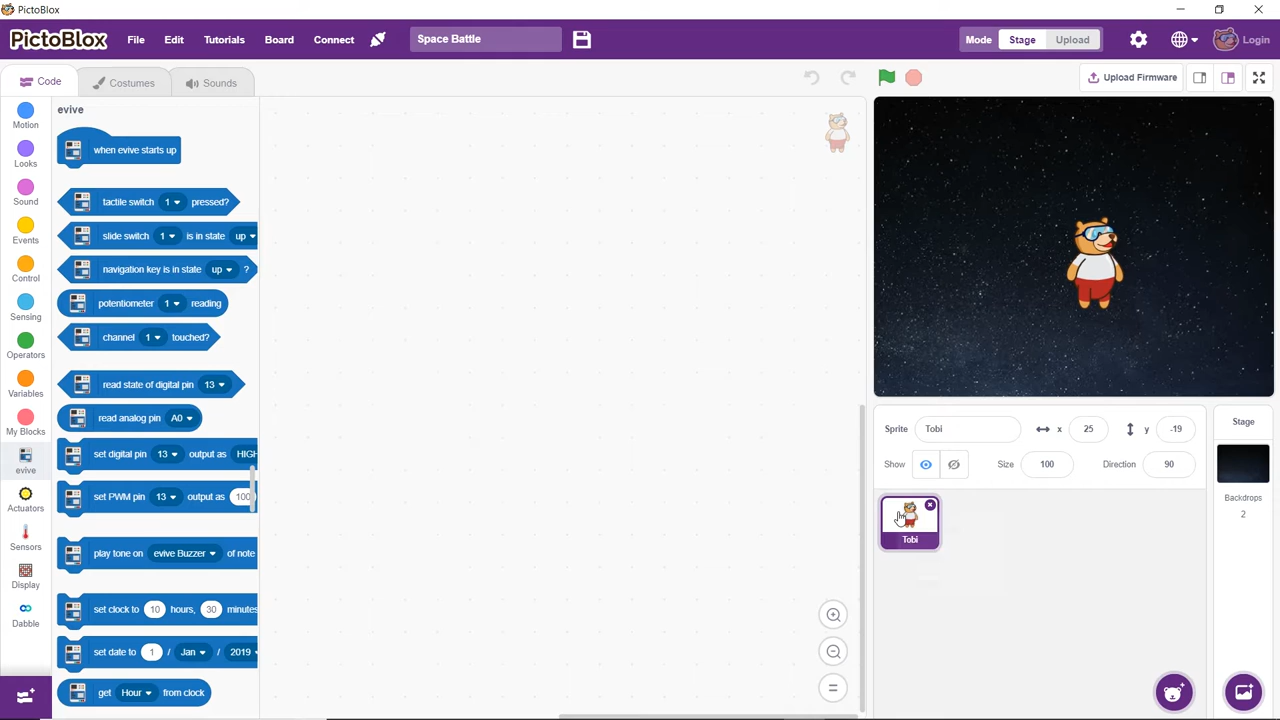 PictoBlox
PictoBlox File Edit Tutorials Board Connect Space Battle Mode Stage Upload Login
Code Costumes Sounds Upload Firmware
Motion
Looks
Sound
Events
Control
Sensing
Operators
Variables
My Blocks
evive
Actuators
Sensors
Display
Dabble
evive
when evive starts up
tactile switch 1 pressed?
slide switch 1 is in state up
navigation key is in state up ?
potentiometer 1 reading
channel 1 touched?
read state of digital pin 13
read analog pin A0
set digital pin 13 output as HIGH
set PWM pin 13 output as 100
play tone on evive Buzzer of note
set clock to 10 hours, 30 minutes
set date to 1 / Jan / 2019
get Hour from clock
Sprite Tobi x 25 y -19
Show Size 100 Direction 90
Tobi
Stage
Backdrops
2